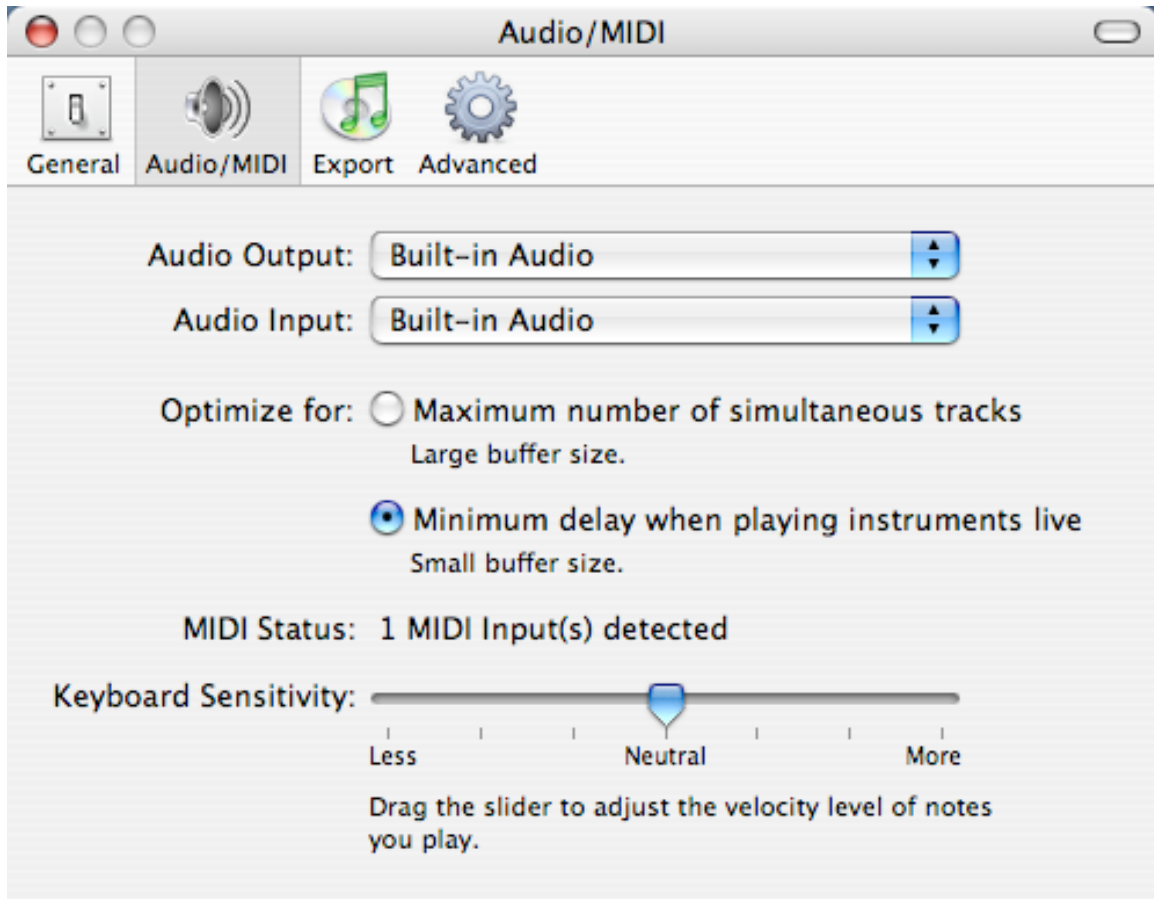 Audio/MIDI
General Audio/MIDI Export Advanced
Audio Output: Built-in Audio
Audio Input: Built-in Audio
Optimize for: Maximum number of simultaneous tracks
Large buffer size.
Minimum delay when playing instruments live
Small buffer size.
MIDI Status: 1 MIDI Input(s) detected
Keyboard Sensitivity:
Less Neutral More
Drag the slider to adjust the velocity level of notes
you play.